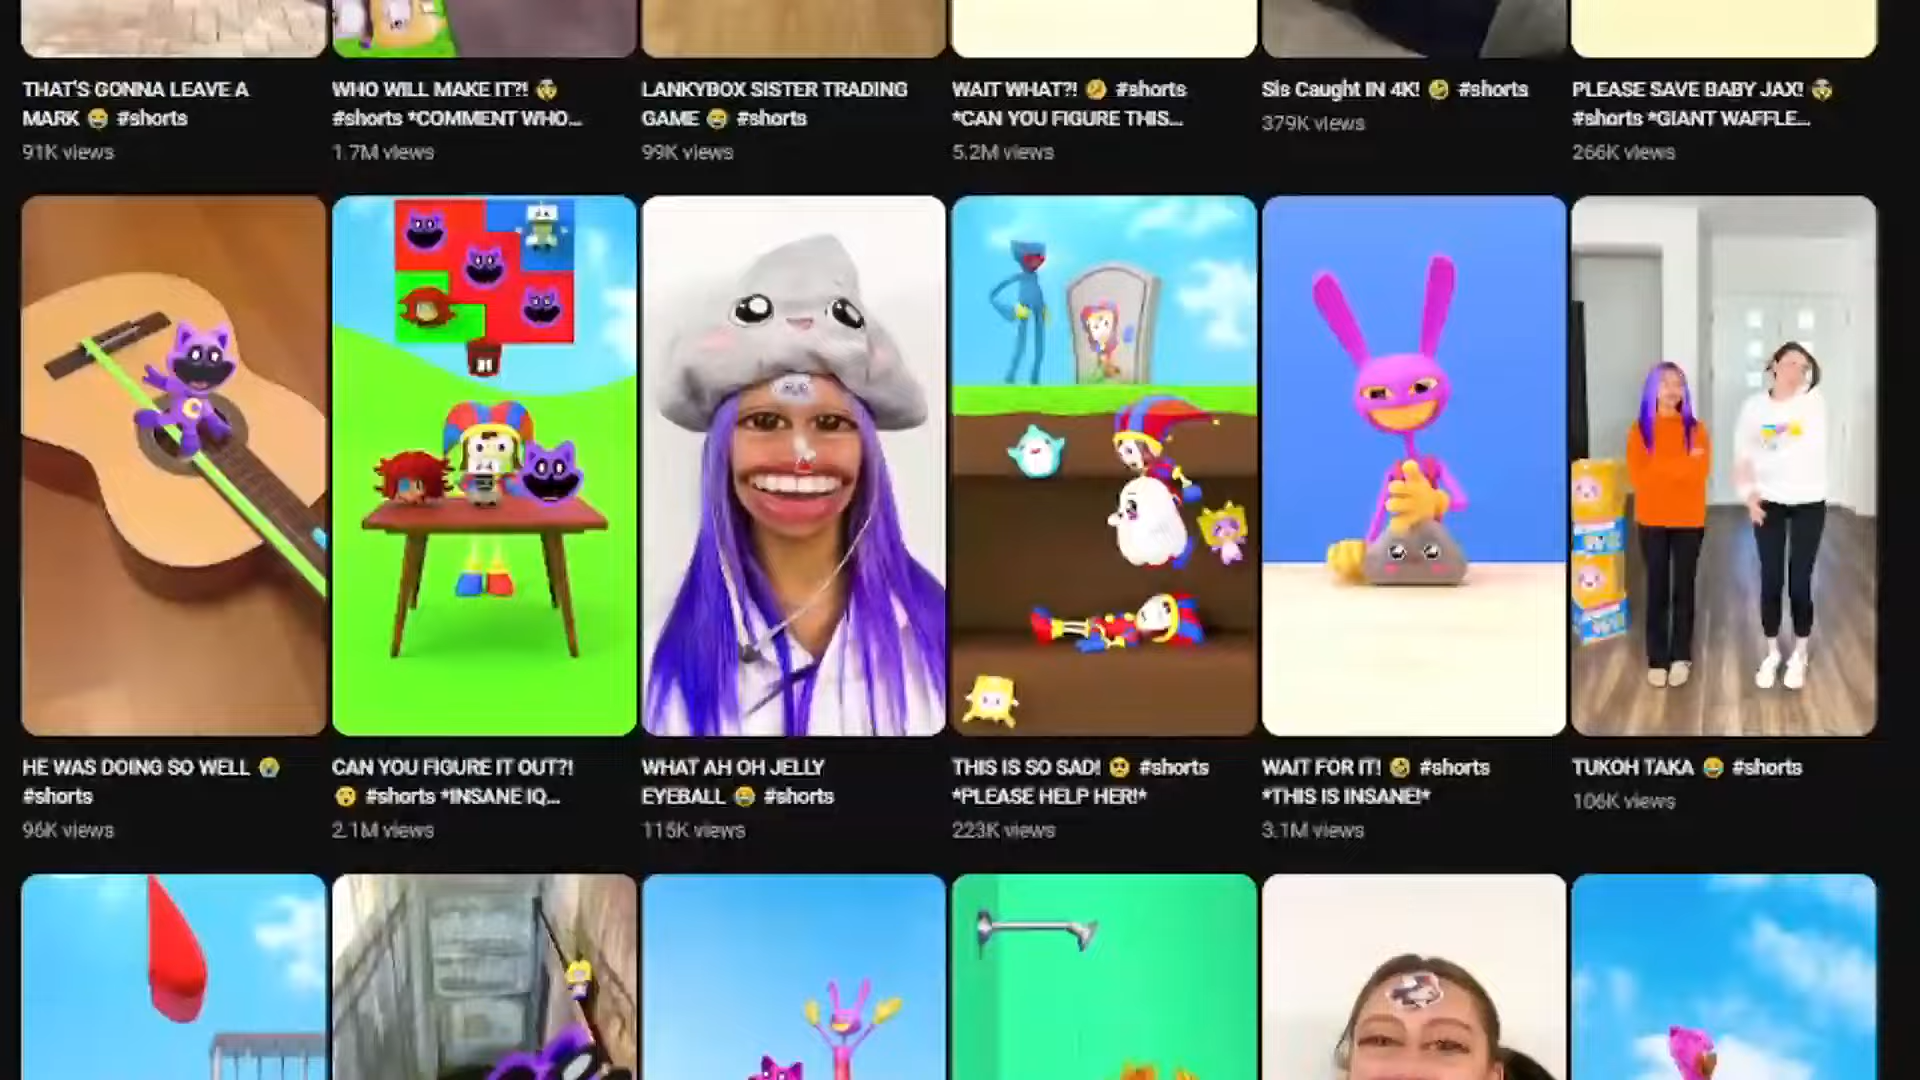 THAT'S GONNA LEAVE A
MARK 😂 #shorts
91K views
WHO WILL MAKE IT?!
#shorts *COMMENT WHO...
1.7M views
LANKYBOX SISTER TRADING
GAME 😂 #shorts
99K views
WAIT WHAT?! 🤣 #shorts
*CAN YOU FIGURE THIS...
5.2M views
Sis Caught IN 4K! 🤣 #shorts
379K views
PLEASE SAVE BABY JAX!
#shorts *GIANT WAFFLE...
266K views
HE WAS DOING SO WELL 😭
#shorts
96K views
CAN YOU FIGURE IT OUT?!
😯 #shorts *INSANE IQ...
2.1M views
WHAT AH OH JELLY
EYEBALL 😂 #shorts
115K views
THIS IS SO SAD! 🥺 #shorts
*PLEASE HELP HER!*
223K views
WAIT FOR IT! 🤣 #shorts
*THIS IS INSANE!*
3.1M views
TUKOH TAKA 😂 #shorts
106K views